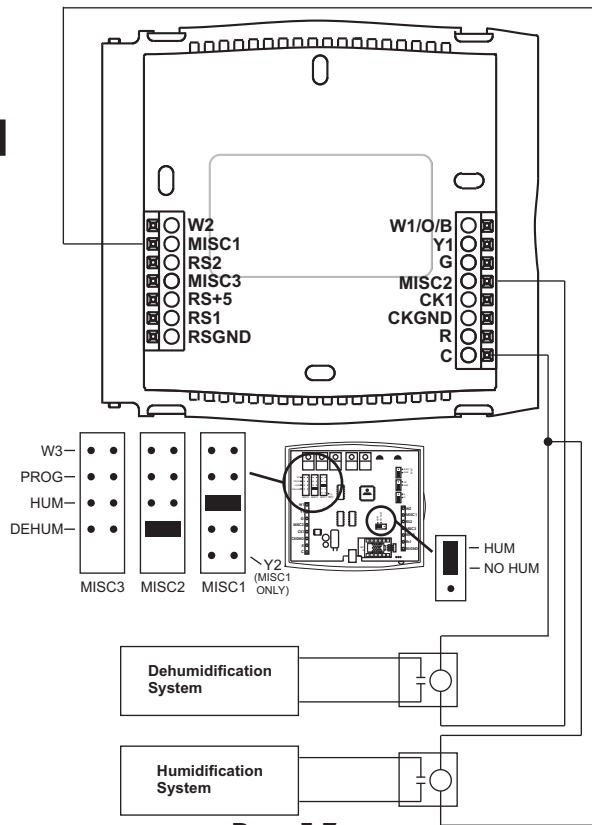 W2
MISC1
RS2
MISC3
RS+5
RS1
RSGND
W1/O/B
Y1
G
MISC2
CK1
CKGND
R
C
W3
PROG
HUM
DEHUM
MISC3 MISC2 MISC1
Y2
(MISC1
ONLY)
HUM
NO HUM
Dehumidification
System
Humidification
System